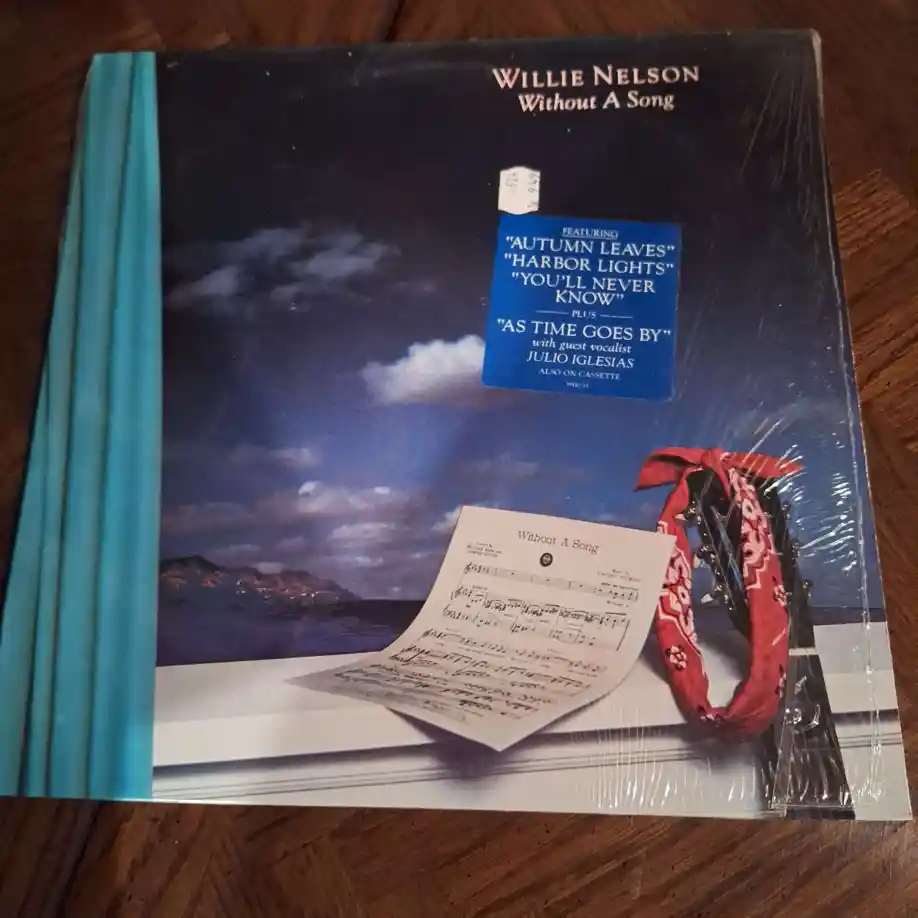 WILLIE NELSON
Without A Song
FEATURING
"AUTUMN LEAVES"
"HARBOR LIGHTS"
"YOU'LL NEVER
KNOW"
PLUS
"AS TIME GOES BY"
with guest vocalist
JULIO IGLESIAS
ALSO ON CASSETTE
Without A Song